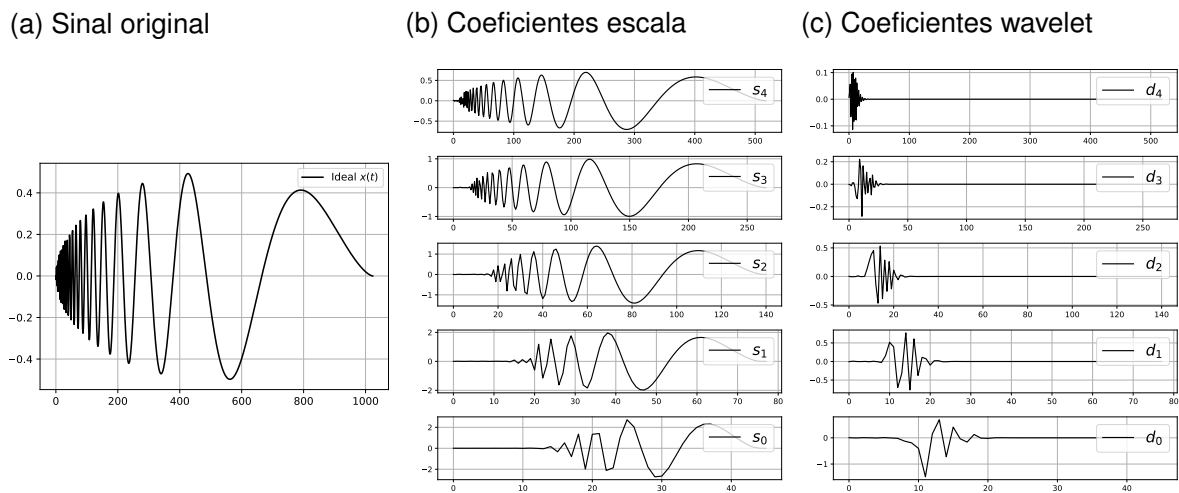 (a) Sinal original
(b) Coeficientes escala
(c) Coeficientes wavelet
Ideal x(t)
0.4
0.2
0.0
−0.2
−0.4
0 200 400 600 800 1000
s4
0.5
0.0
−0.5
0 100 200 300 400 500
s3
1
0
−1
0 50 100 150 200 250
s2
1
0
−1
0 20 40 60 80 100 120 140
s1
2
0
−2
0 10 20 30 40 50 60 70 80
s0
2
0
−2
0 10 20 30 40
d4
0.1
0.0
−0.1
0 100 200 300 400 500
d3
0.2
0.0
−0.2
0 50 100 150 200 250
d2
0.5
0.0
−0.5
0 20 40 60 80 100 120 140
d1
0.5
0.0
−0.5
0 10 20 30 40 50 60 70 80
d0
0
−1
0 10 20 30 40